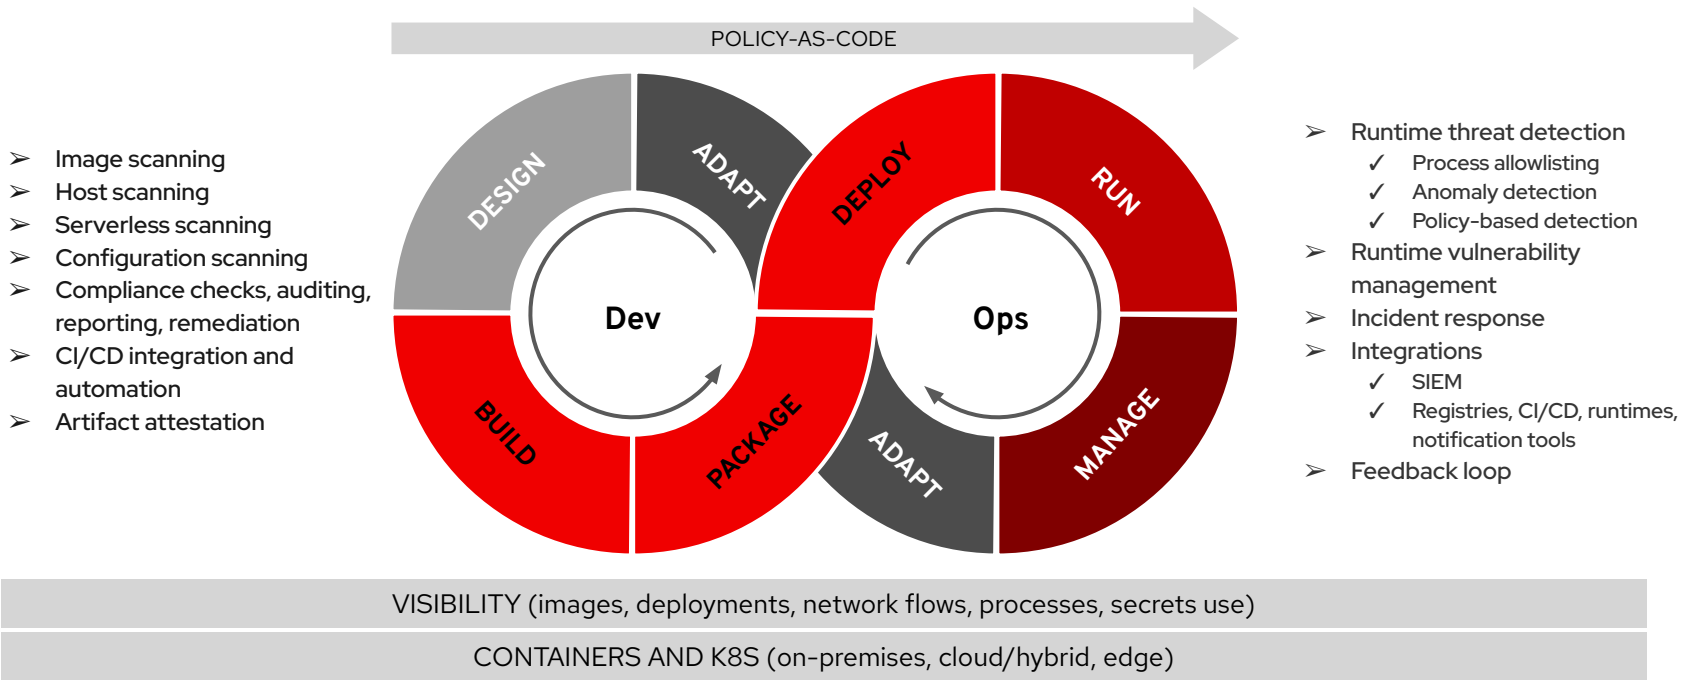 POLICY-AS-CODE
➢ Image scanning
➢ Host scanning
➢ Serverless scanning
➢ Configuration scanning
➢ Compliance checks, auditing,
reporting, remediation
➢ CI/CD integration and
automation
➢ Artifact attestation
DESIGN
ADAPT
DEPLOY
RUN
Dev
Ops
BUILD
PACKAGE
ADAPT
MANAGE
➢ Runtime threat detection
✓ Process allowlisting
✓ Anomaly detection
✓ Policy-based detection
➢ Runtime vulnerability
management
➢ Incident response
➢ Integrations
✓ SIEM
✓ Registries, CI/CD, runtimes,
notification tools
➢ Feedback loop
VISIBILITY (images, deployments, network flows, processes, secrets use)
CONTAINERS AND K8S (on-premises, cloud/hybrid, edge)